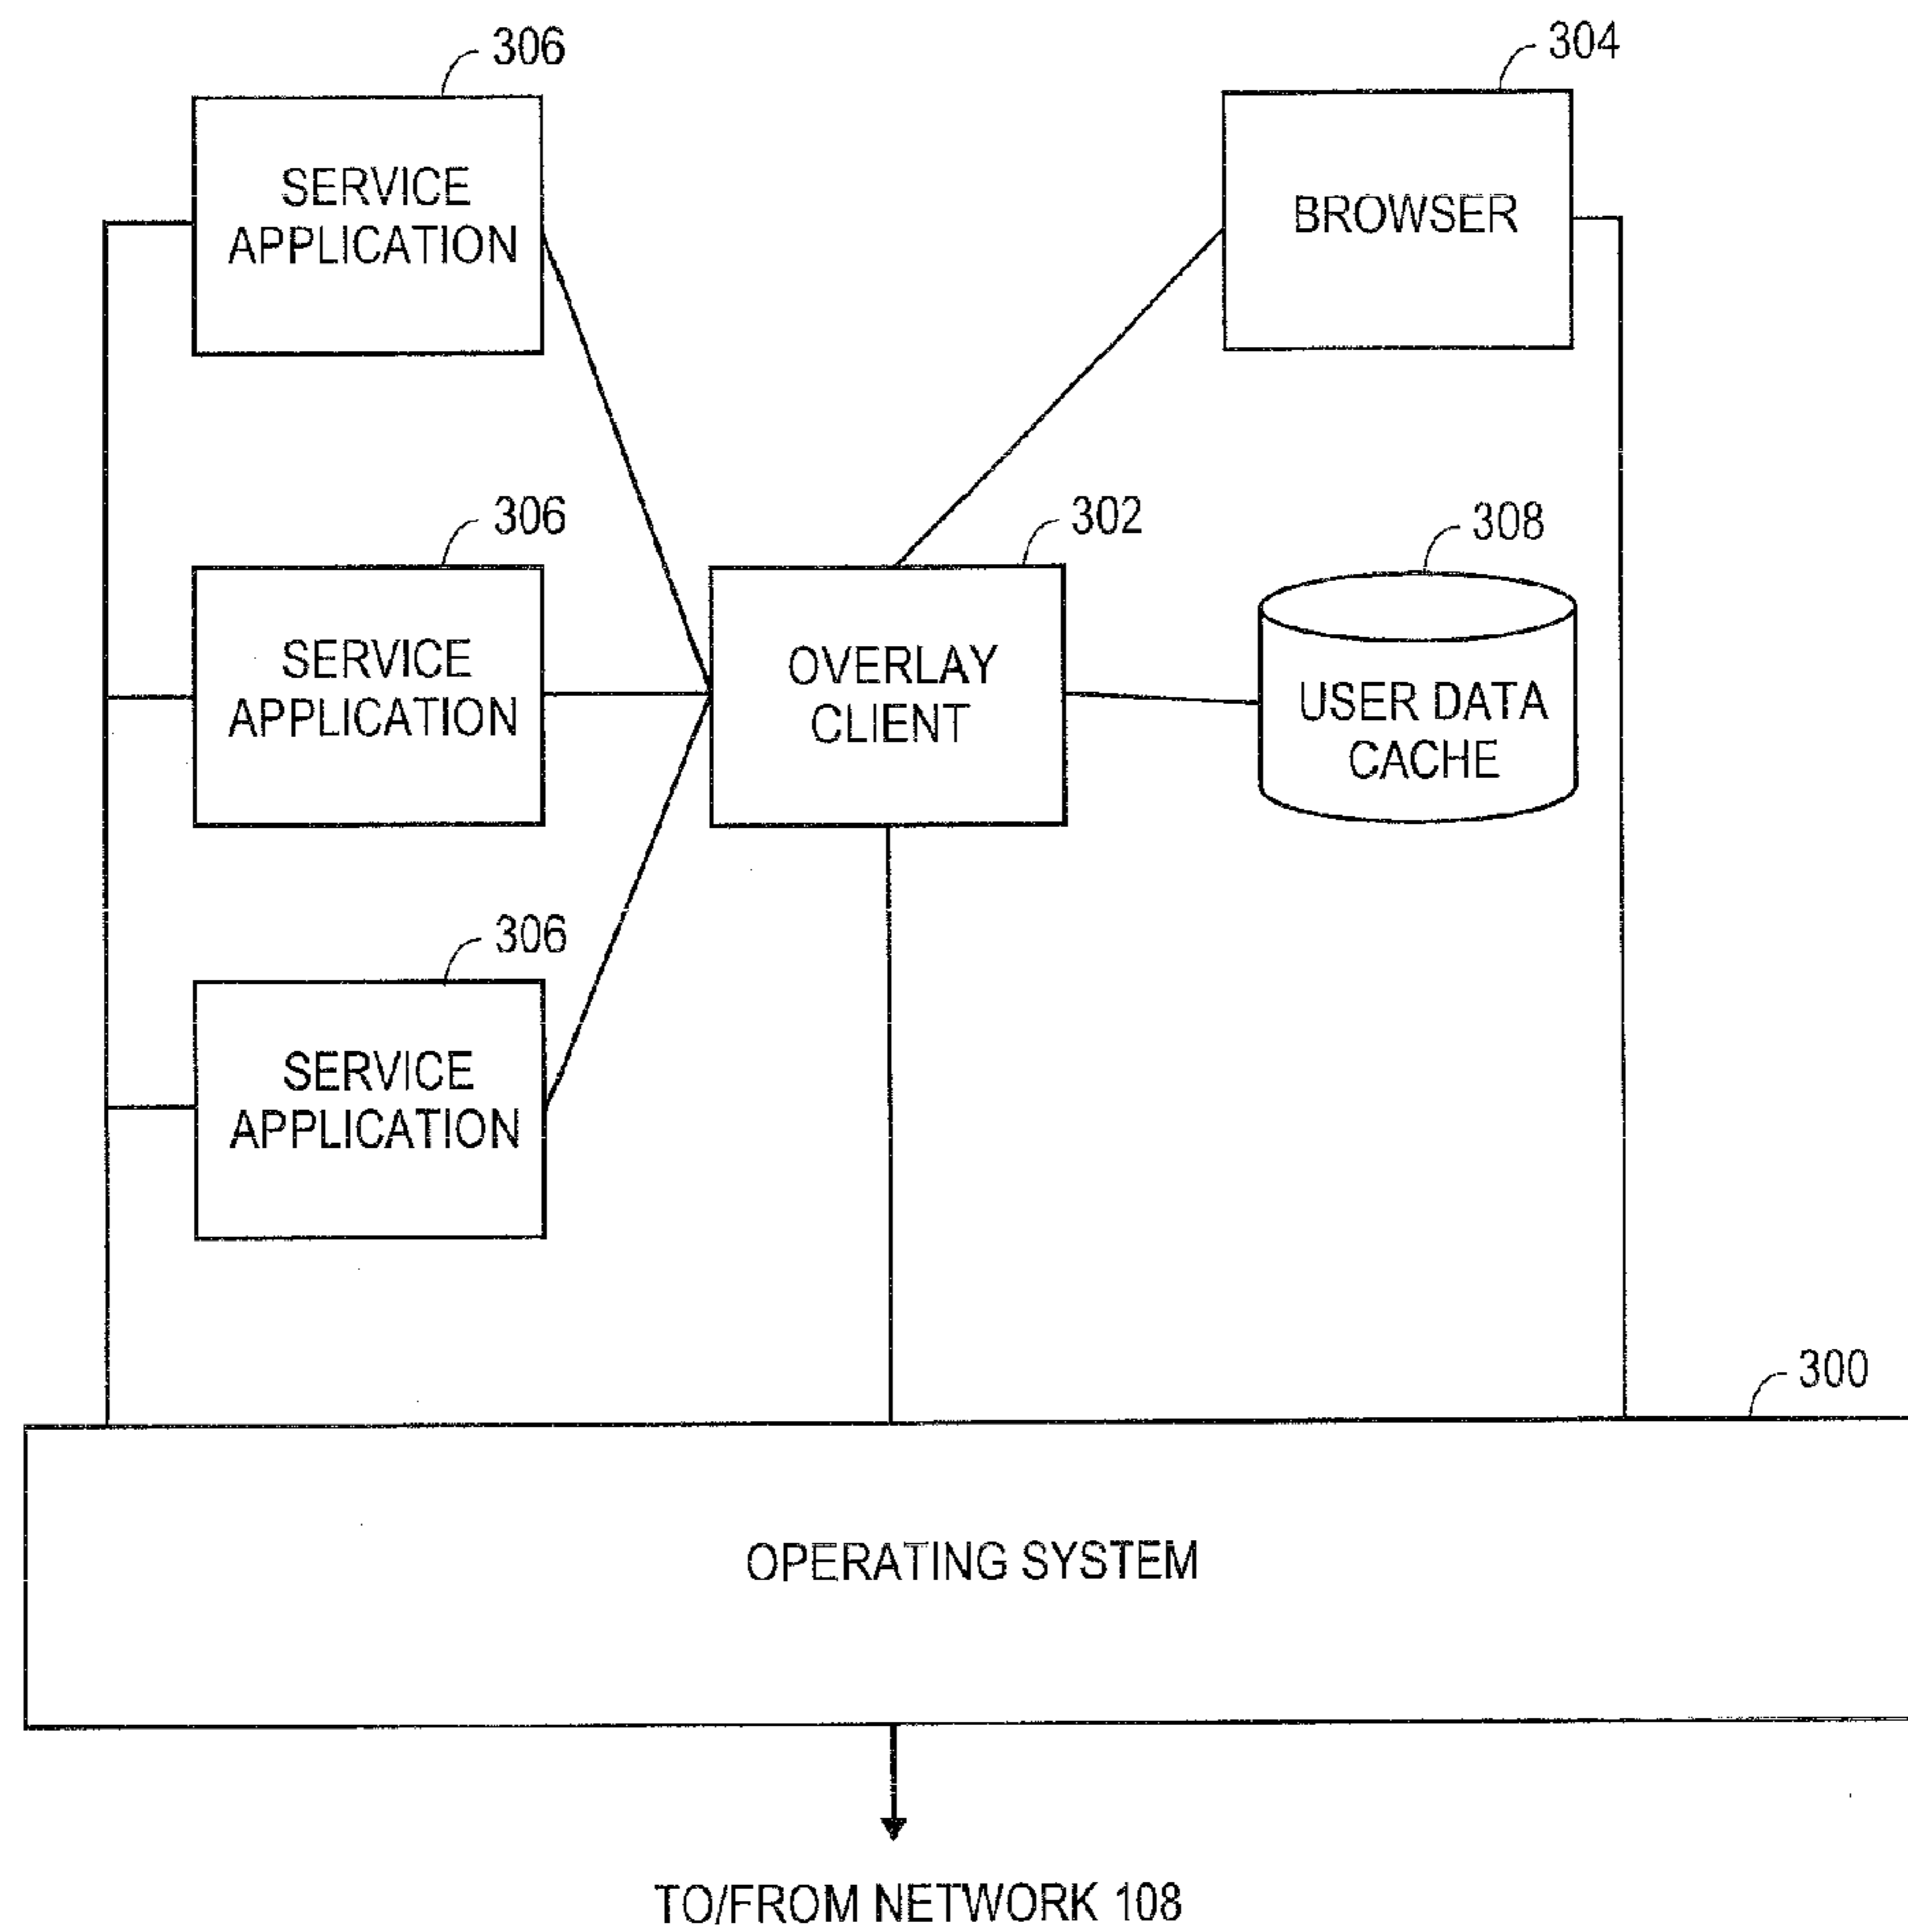 306
304
SERVICE
APPLICATION
BROWSER
306
302
308
SERVICE
APPLICATION
OVERLAY
CLIENT
USER DATA
CACHE
306
SERVICE
APPLICATION
300
OPERATING SYSTEM
TO/FROM NETWORK 108